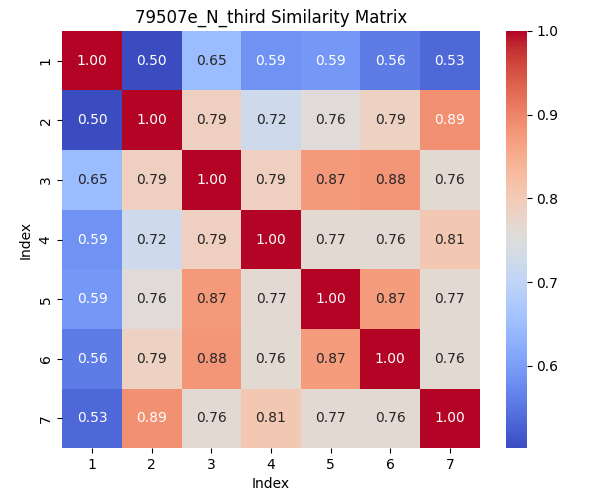 79507e_N_third Similarity Matrix
1 1.00 0.50 0.65 0.59 0.59 0.56 0.53
2 0.50 1.00 0.79 0.72 0.76 0.79 0.89
3 0.65 0.79 1.00 0.79 0.87 0.88 0.76
4 0.59 0.72 0.79 1.00 0.77 0.76 0.81
5 0.59 0.76 0.87 0.77 1.00 0.87 0.77
6 0.56 0.79 0.88 0.76 0.87 1.00 0.76
7 0.53 0.89 0.76 0.81 0.77 0.76 1.00
1 2 3 4 5 6 7
Index
Index
1.0
0.9
0.8
0.7
0.6